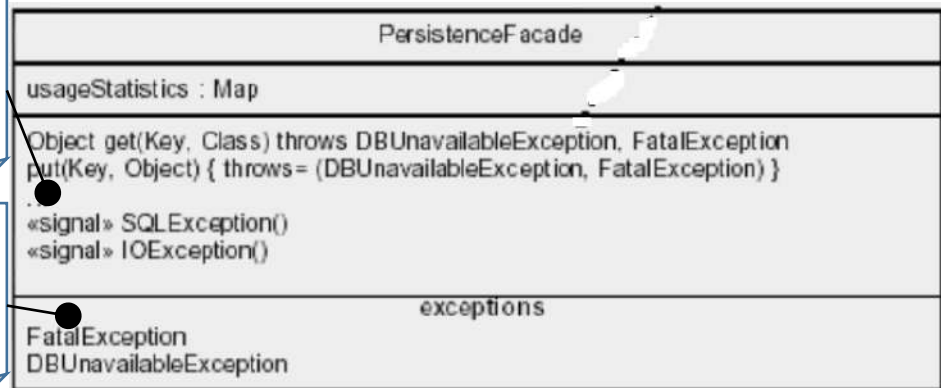 PersistenceFacade
usageStatistics : Map
Object get(Key, Class) throws DBUnavailableException, FatalException
put(Key, Object) { throws= (DBUnavailableException, FatalException) }
...
«signal» SQLException()
«signal» IOException()
exceptions
FatalException
DBUnavailableException